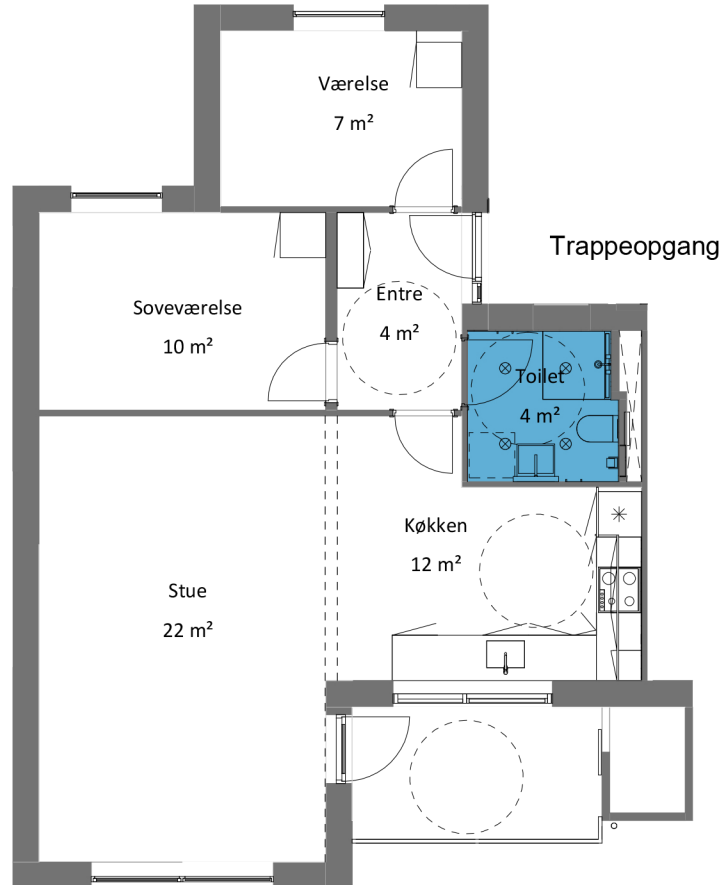 Værelse
7 m²
Trappeopgang
Entre
4 m²
Soveværelse
10 m²
Toilet
4 m²
Køkken
12 m²
Stue
22 m²